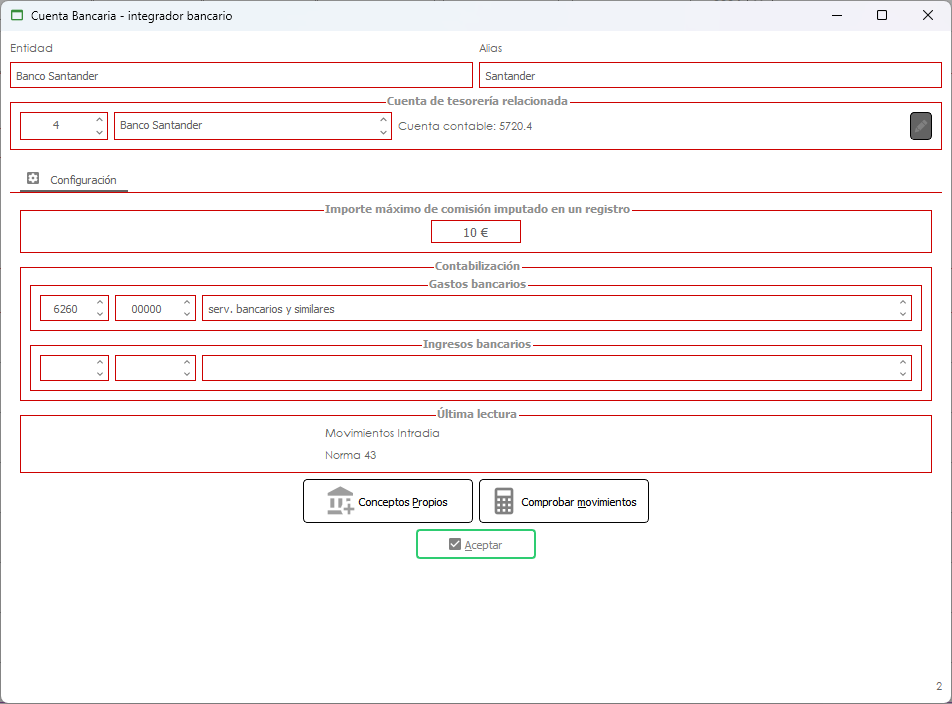 Cuenta Bancaria - integrador bancario
Entidad
Alias
Banco Santander
Santander
Cuenta de tesorería relacionada
4
Banco Santander
Cuenta contable: 5720.4
Configuración
Importe máximo de comisión imputado en un registro
10 €
Contabilización
Gastos bancarios
6260
00000
serv. bancarios y similares
Ingresos bancarios
Última lectura
Movimientos Intradia
Norma 43
Conceptos Propios
Comprobar movimientos
Aceptar
2